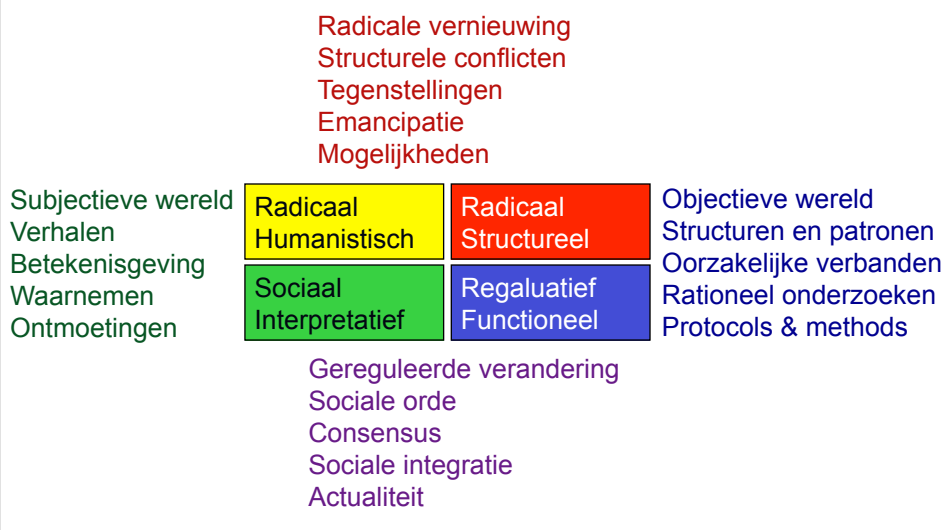 Radicale vernieuwing
Structurele conflicten
Tegenstellingen
Emancipatie
Mogelijkheden
Subjectieve wereld
Verhalen
Betekenisgeving
Waarnemen
Ontmoetingen
Radicaal
Humanistisch
Radicaal
Structureel
Sociaal
Interpretatief
Regaluatief
Functioneel
Objectieve wereld
Structuren en patronen
Oorzakelijke verbanden
Rationeel onderzoeken
Protocols & methods
Gereguleerde verandering
Sociale orde
Consensus
Sociale integratie
Actualiteit